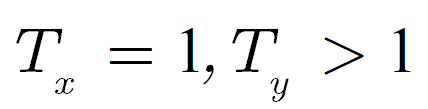 T_x = 1, T_y > 1